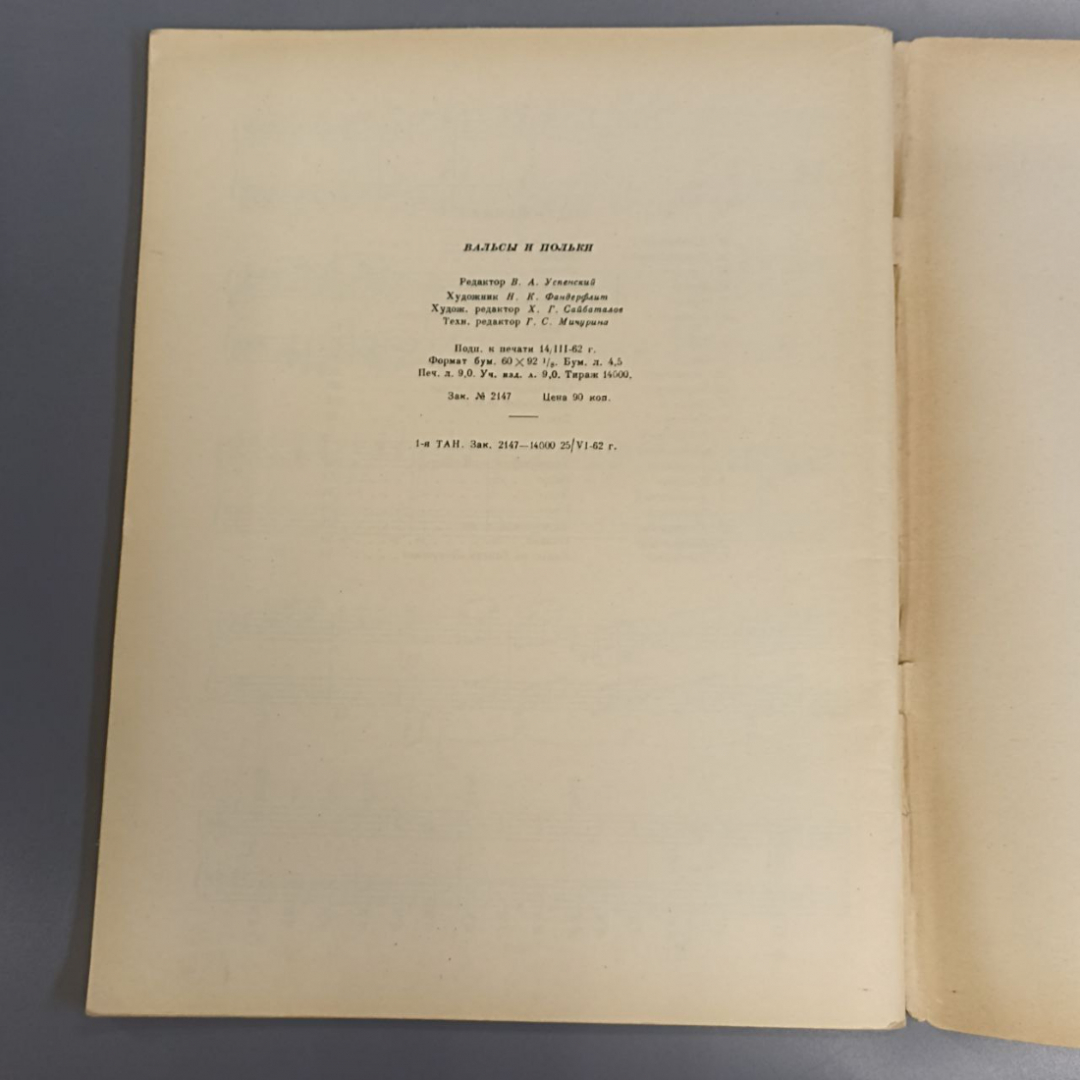 ВАЛЬСЫ И ПОЛЬКИ
Редактор В. А. Успенский
Художник Н. К. Фандерфлит
Худож. редактор Х. Г. Сайбаталов
Техн. редактор Г. С. Мичурина
Подп. к печати 14/III-62 г.
Формат бум. 60×92 1/8. Бум. л. 4,5
Печ. л. 9,0. Уч. изд. л. 9,0. Тираж 14000.
Зак. № 2147 Цена 90 коп.
1-я ТАН. Зак. 2147—14000 25/VI-62 г.